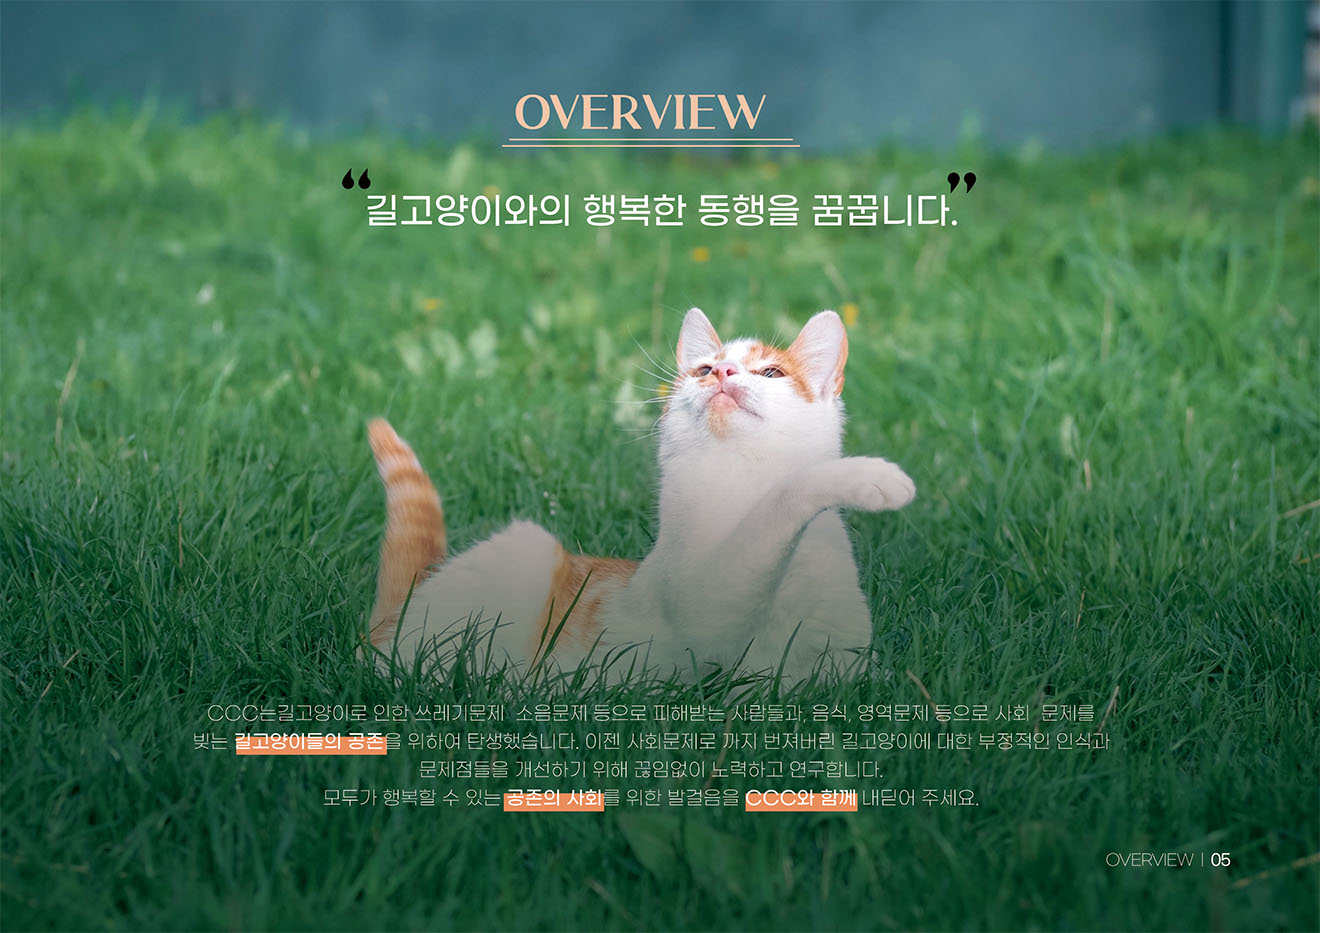 OVERVIEW
“길고양이와의 행복한 동행을 꿈꿉니다.”
CCC는길고양이로 인한 쓰레기문제 소음문제 등으로 피해받는 사람들과, 음식, 영역문제 등으로 사회 문제를
빚는 길고양이들의 공존을 위하여 탄생했습니다. 이젠 사회문제로 까지 번져버린 길고양이에 대한 부정적인 인식과
문제점들을 개선하기 위해 끊임없이 노력하고 연구합니다.
모두가 행복할 수 있는 공존의 사회를 위한 발걸음을 CCC와 함께 내딛어 주세요.
OVERVIEW | 05